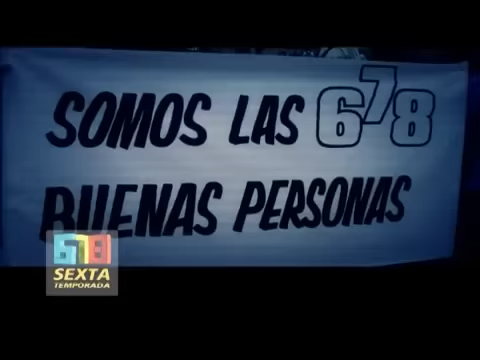 SOMOS LAS 678
BUENAS PERSONAS
678
SEXTA
TEMPORADA